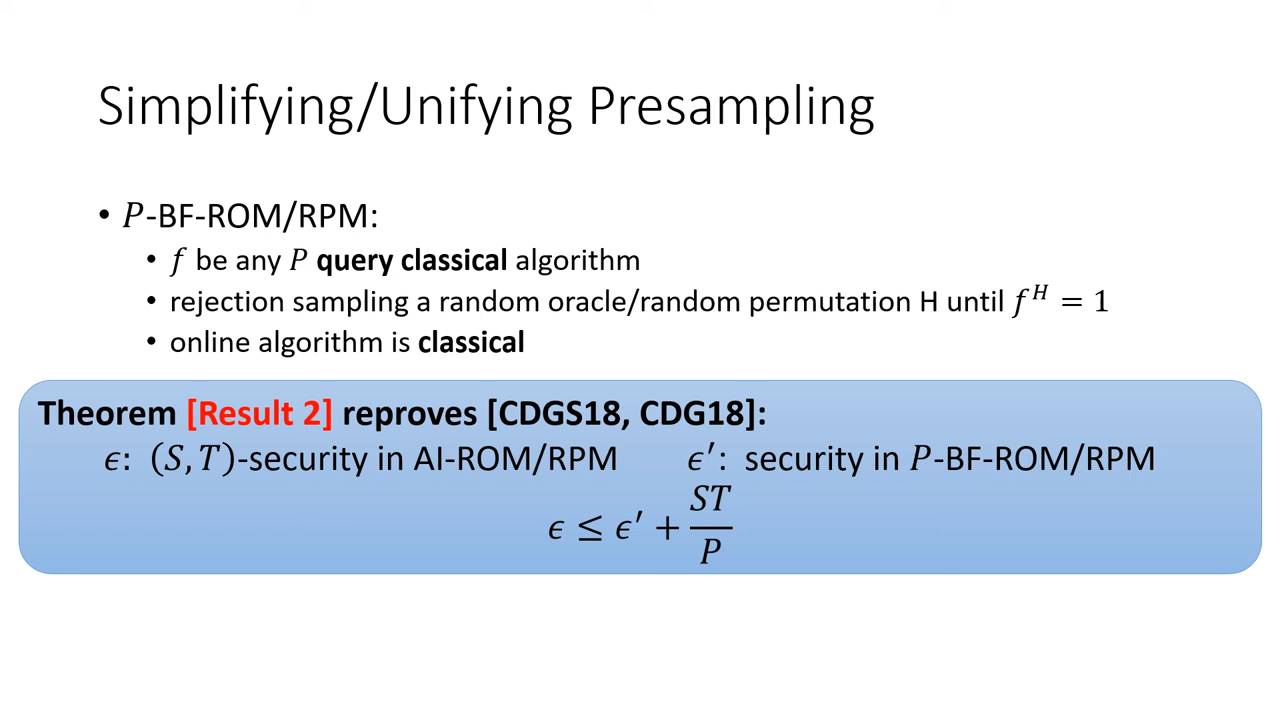 Simplifying/Unifying Presampling
• 𝑃-BF-ROM/RPM:
• 𝑓 be any 𝑃 query classical algorithm
• rejection sampling a random oracle/random permutation H until 𝑓^𝐻 = 1
• online algorithm is classical
Theorem [Result 2] reproves [CDGS18, CDG18]:
𝜖: (𝑆, 𝑇)-security in AI-ROM/RPM 𝜖′: security in 𝑃-BF-ROM/RPM
𝜖 ≤ 𝜖′ + 𝑆𝑇/𝑃